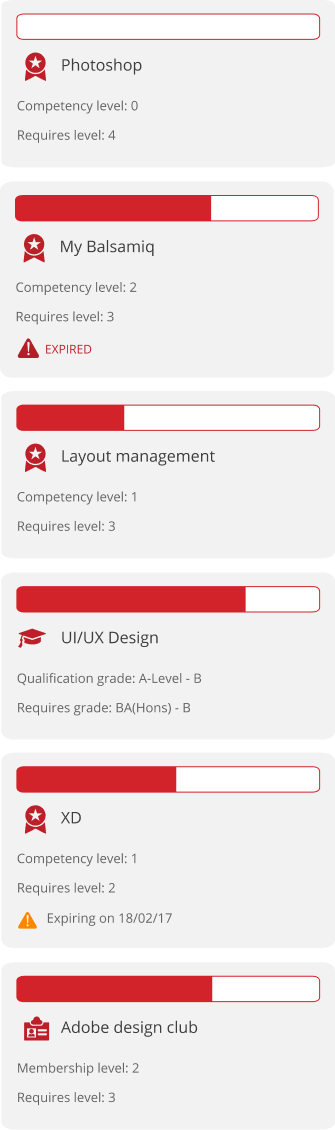 Photoshop
Competency level: 0
Requires level: 4
My Balsamiq
Competency level: 2
Requires level: 3
EXPIRED
Layout management
Competency level: 1
Requires level: 3
UI/UX Design
Qualification grade: A-Level - B
Requires grade: BA(Hons) - B
XD
Competency level: 1
Requires level: 2
Expiring on 18/02/17
Adobe design club
Membership level: 2
Requires level: 3